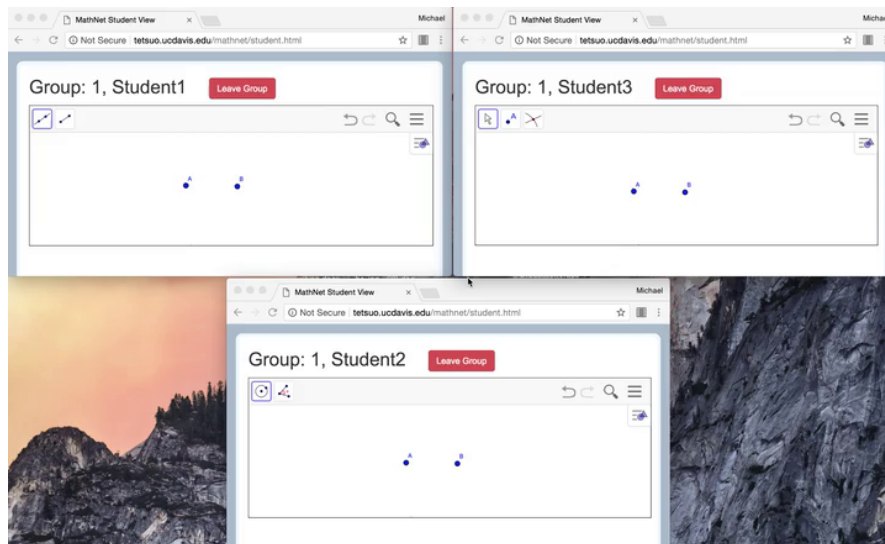 MathNet Student View
Michael
Not Secure tetsuo.ucdavis.edu/mathnet/student.html
Group: 1, Student1
Leave Group
A
B
MathNet Student View
Micha
Not Secure tetsuo.ucdavis.edu/mathnet/student.html
Group: 1, Student3
Leave Group
A
A
B
MathNet Student View
Michael
Not Secure tetsuo.ucdavis.edu/mathnet/student.html
Group: 1, Student2
Leave Group
A
B